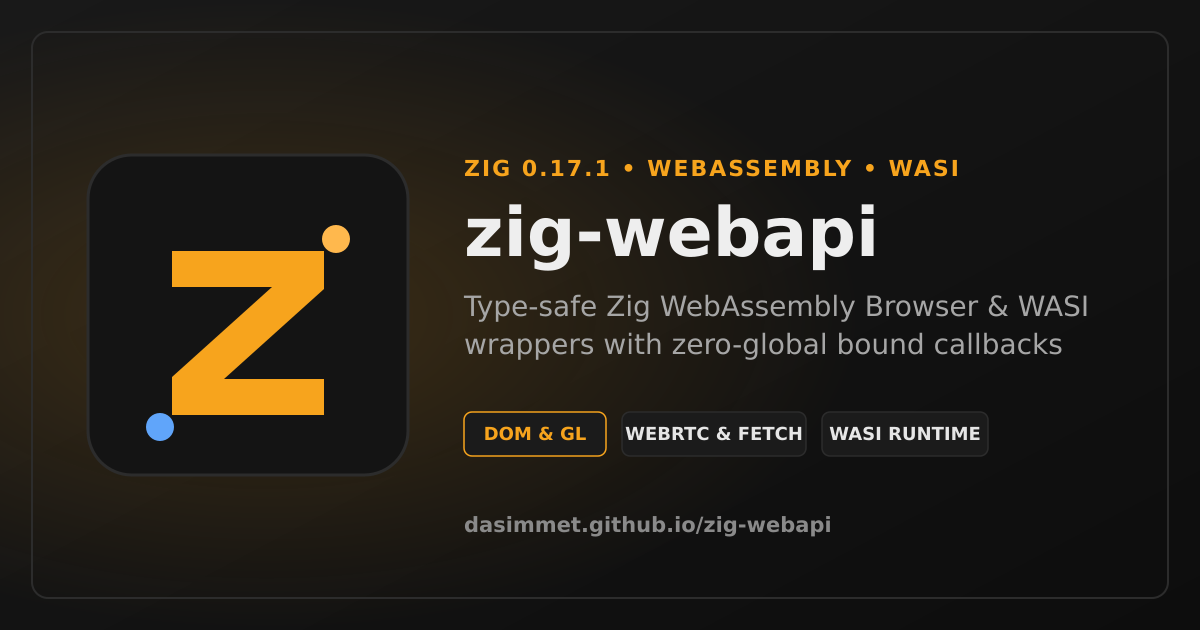 ZIG 0.17.1 • WEBASSEMBLY • WASI
zig-webapi
Type-safe Zig WebAssembly Browser & WASI
wrappers with zero-global bound callbacks
DOM & GL WEBRTC & FETCH WASI RUNTIME
dasimmet.github.io/zig-webapi